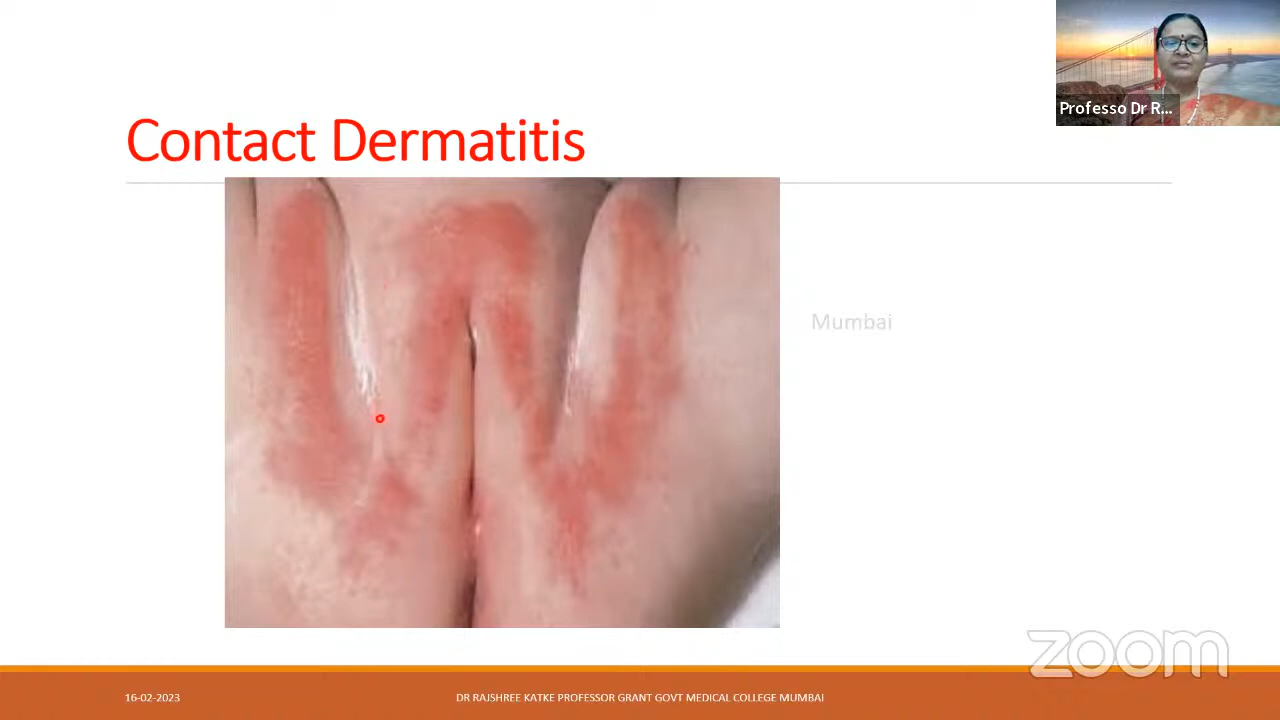 Professo Dr R...
Contact Dermatitis
Mumbai
zoom
16-02-2023
DR RAJSHREE KATKE PROFESSOR GRANT GOVT MEDICAL COLLEGE MUMBAI